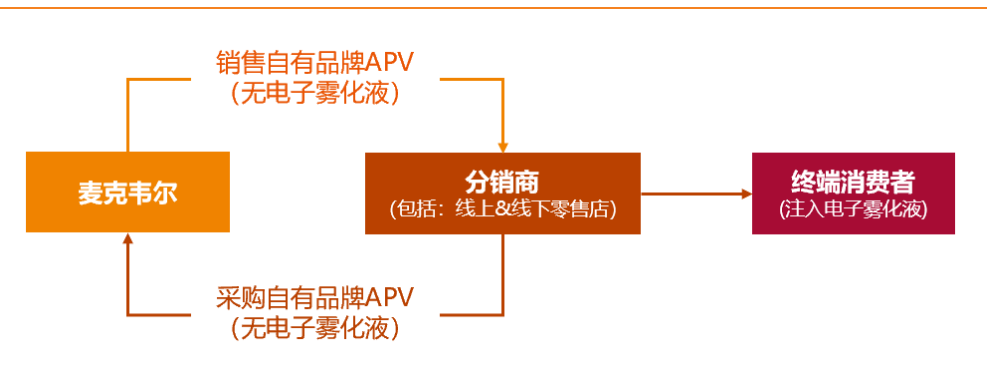 销售自有品牌APV
（无电子雾化液）
麦克韦尔
分销商
(包括：线上&线下零售店)
终端消费者
(注入电子雾化液)
采购自有品牌APV
（无电子雾化液）